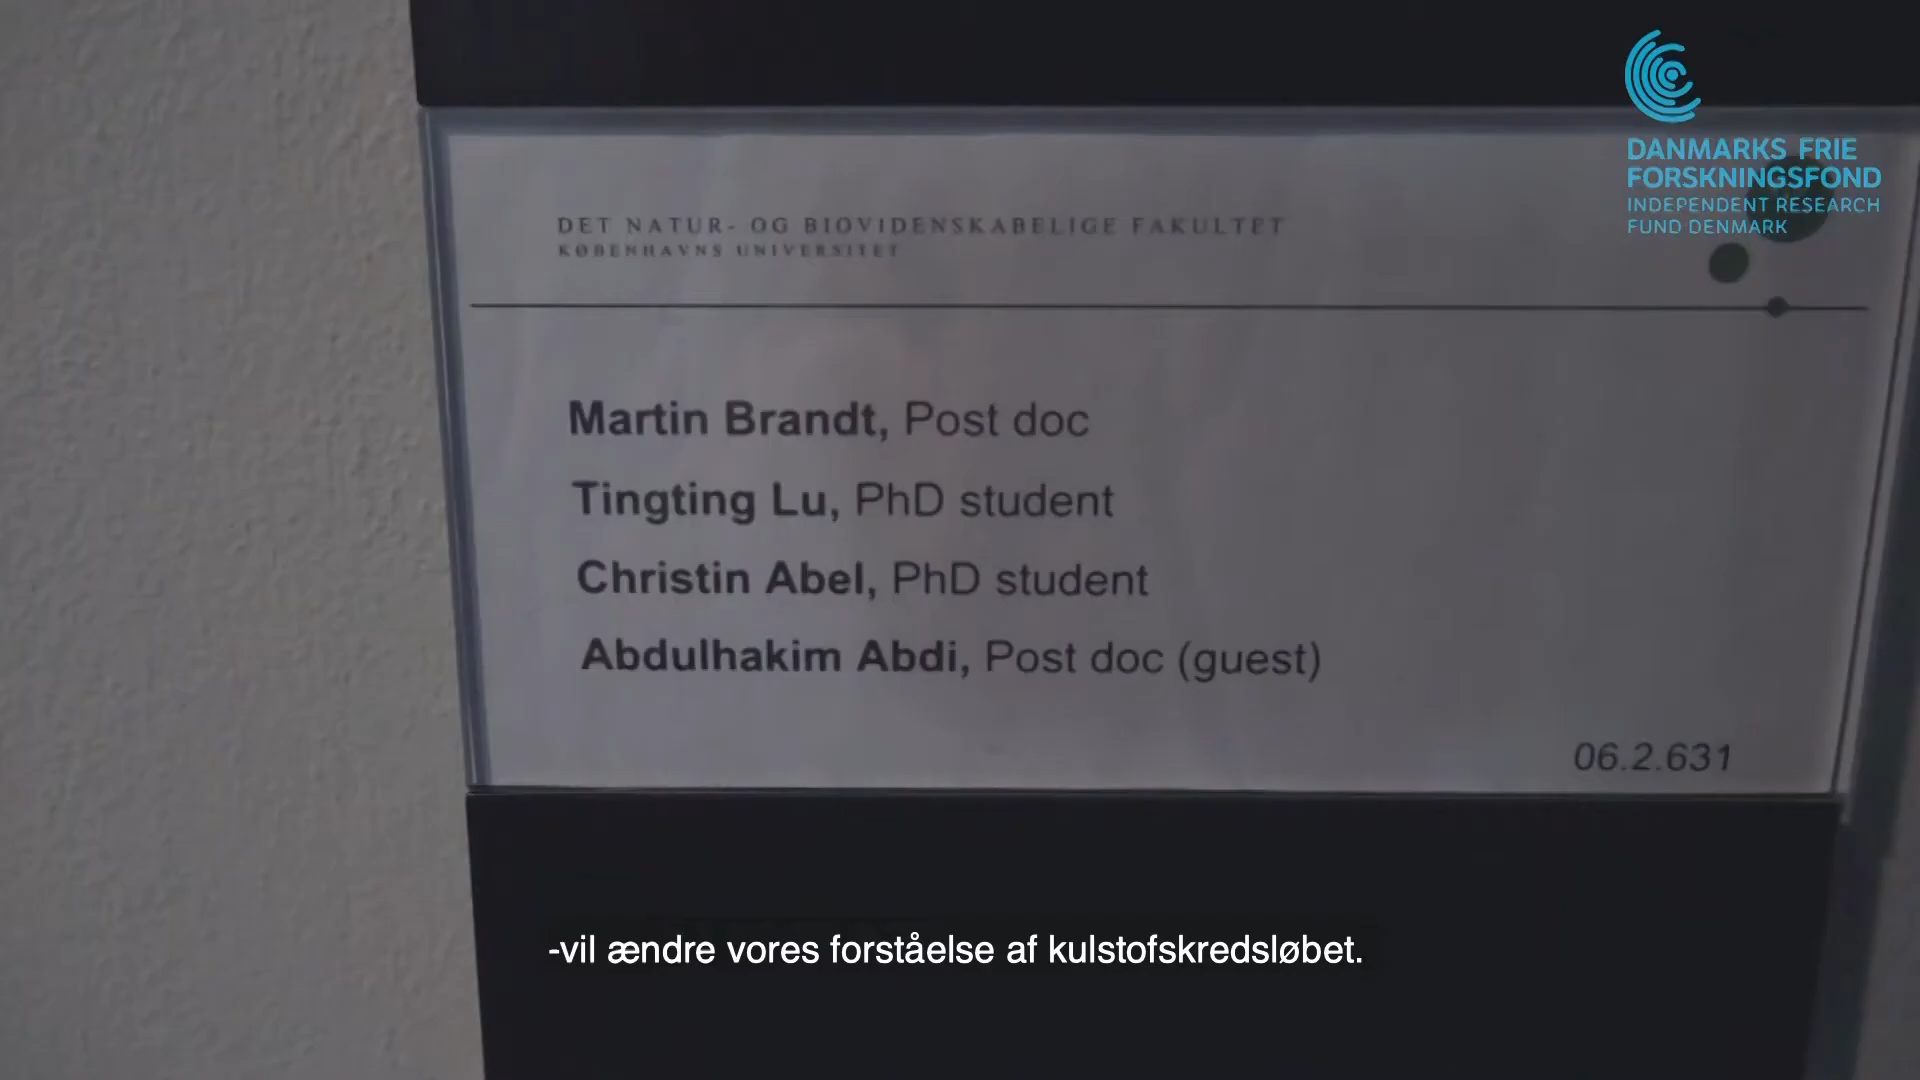 DANMARKS FRIE
FORSKNINGSFOND
INDEPENDENT RESEARCH
FUND DENMARK
DET NATUR- OG BIOVIDENSKABELIGE FAKULTET
KØBENHAVNS UNIVERSITET
Martin Brandt, Post doc
Tingting Lu, PhD student
Christin Abel, PhD student
Abdulhakim Abdi, Post doc (guest)
06.2.631
-vil ændre vores forståelse af kulstofskredsløbet.